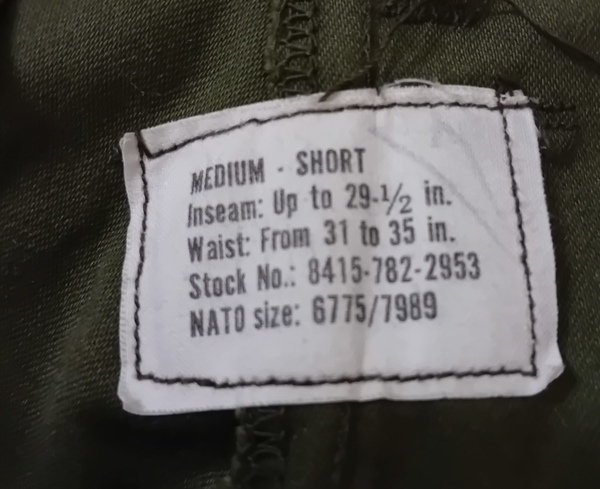 MEDIUM - SHORT
Inseam: Up to 29-1/2 in.
Waist: From 31 to 35 in.
Stock No.: 8415-782-2953
NATO size: 6775/7989